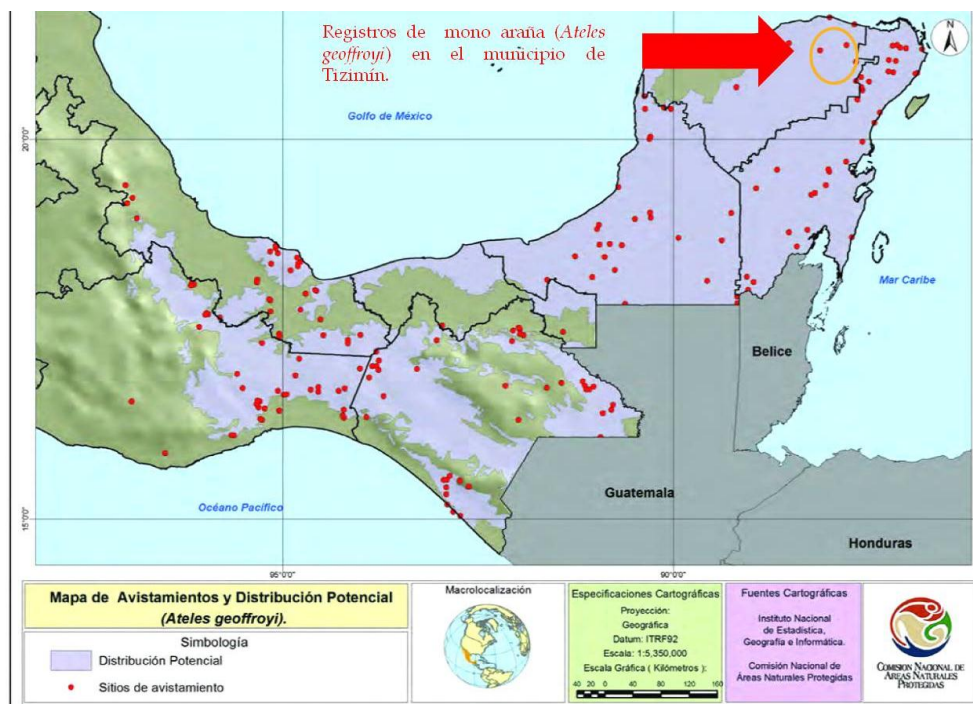 Registros de mono araña (Ateles
geoffroyi) en el municipio de
Tizimín.
N
Golfo de México
20°0'0"
Mar Caribe
Belice
Guatemala
Océano Pacífico
15°0'0"
Honduras
95°0'0"
90°0'0"
Mapa de Avistamientos y Distribución Potencial
(Ateles geoffroyi).
Simbología
Distribución Potencial
Sitios de avistamiento
Macrolocalización
Especificaciones Cartográficas
Proyección:
Geográfica
Datum: ITRF92
Escala: 1:5,350,000
Escala Gráfica ( Kilómetros ):
40 20 0 40 80 120 160
Fuentes Cartográficas
Instituto Nacional
de Estadística,
Geografía e Informática.
Comisión Nacional de
Áreas Naturales Protegidas
COMISION NACIONAL DE
AREAS NATURALES
PROTEGIDAS